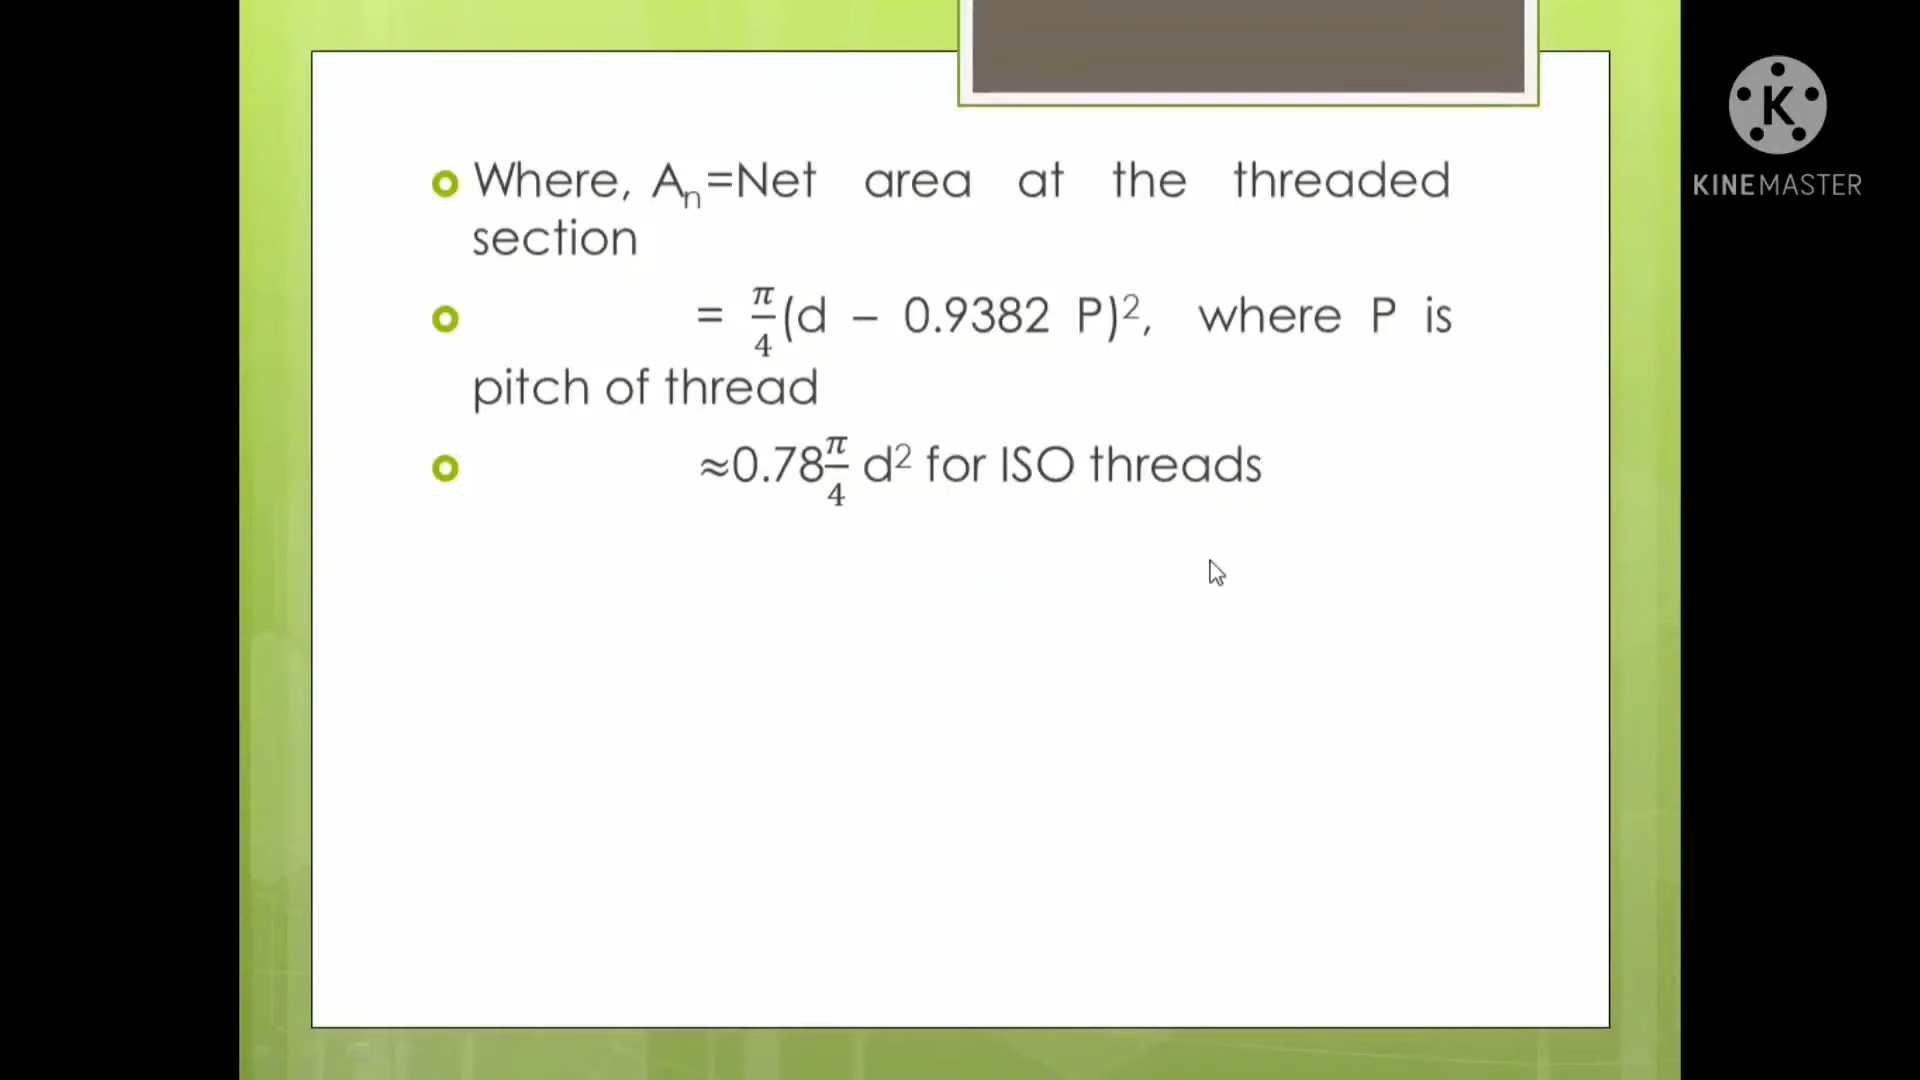 Where, Aₙ=Net area at the threaded
section
= π/4 (d – 0.9382 P)², where P is
pitch of thread
≈0.78 π/4 d² for ISO threads
K
KINEMASTER